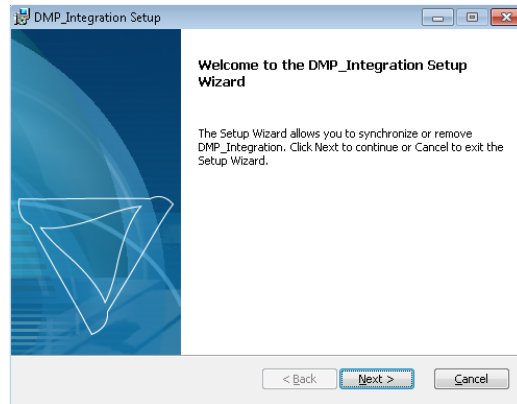 DMP_Integration Setup
Welcome to the DMP_Integration Setup
Wizard
The Setup Wizard allows you to synchronize or remove
DMP_Integration. Click Next to continue or Cancel to exit the
Setup Wizard.
< Back Next > Cancel